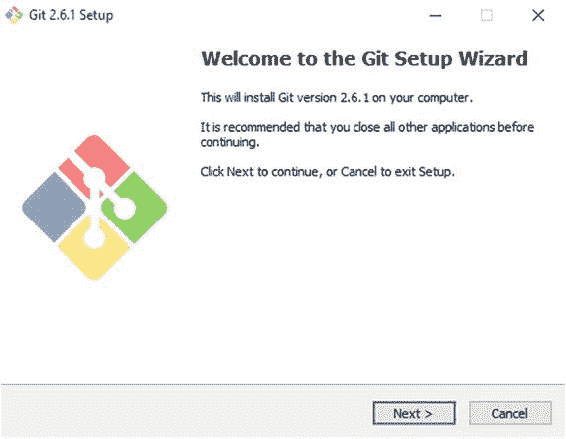 Git 2.6.1 Setup
Welcome to the Git Setup Wizard
This will install Git version 2.6.1 on your computer.
It is recommended that you close all other applications before
continuing.
Click Next to continue, or Cancel to exit Setup.
Next >
Cancel